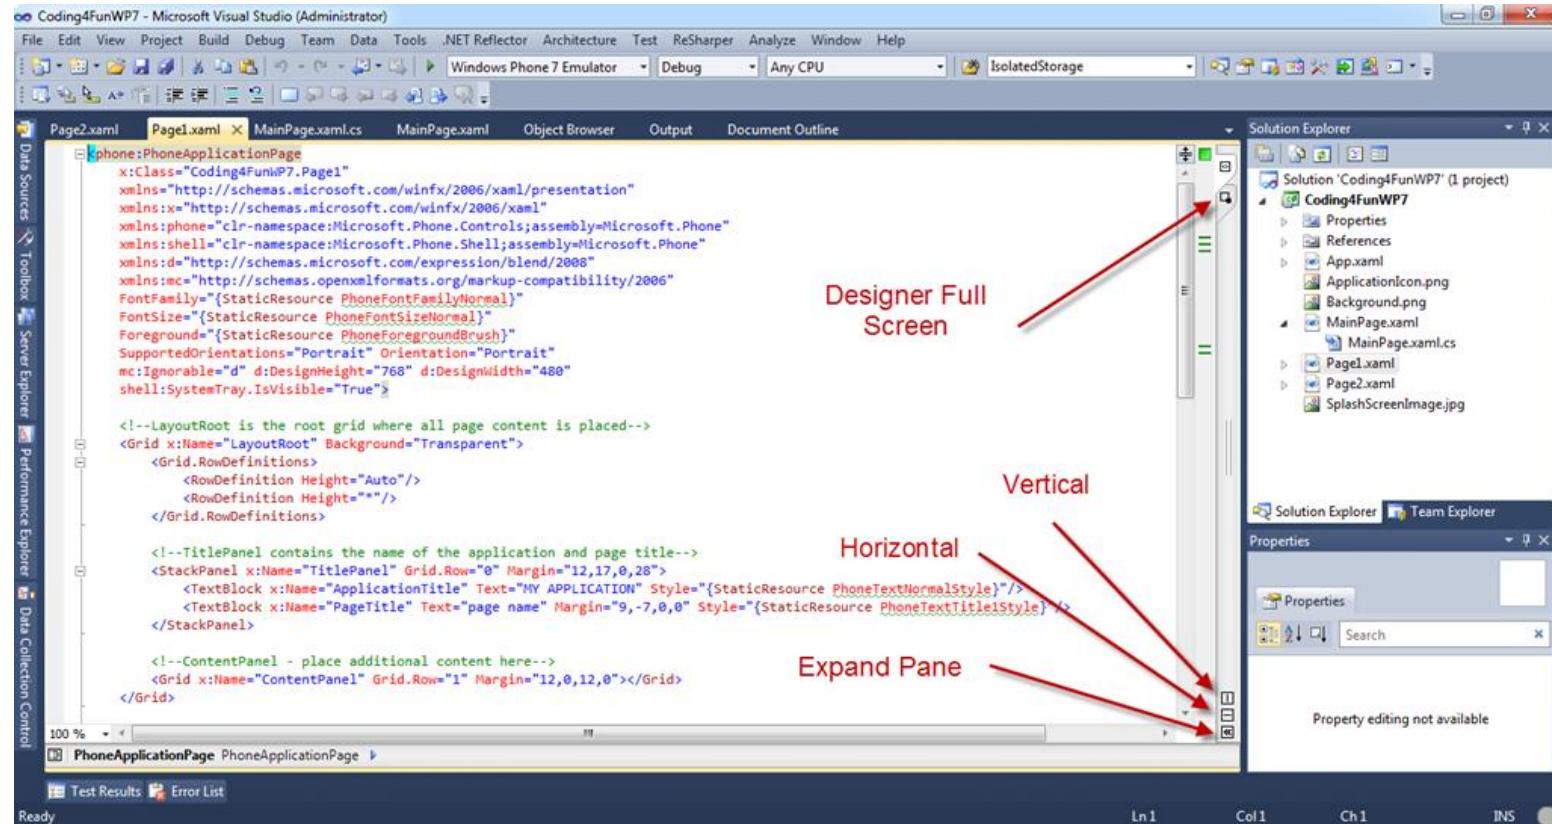 Coding4FunWP7 - Microsoft Visual Studio (Administrator)
File Edit View Project Build Debug Team Data Tools .NET Reflector Architecture Test ReSharper Analyze Window Help
Windows Phone 7 Emulator Debug Any CPU IsolatedStorage
Page2.xaml Page1.xaml MainPage.xaml.cs MainPage.xaml Object Browser Output Document Outline
Data Sources
Toolbox
Server Explorer
Performance Explorer
Data Collection Control
<phone:PhoneApplicationPage
x:Class="Coding4FunWP7.Page1"
xmlns="http://schemas.microsoft.com/winfx/2006/xaml/presentation"
xmlns:x="http://schemas.microsoft.com/winfx/2006/xaml"
xmlns:phone="clr-namespace:Microsoft.Phone.Controls;assembly=Microsoft.Phone"
xmlns:shell="clr-namespace:Microsoft.Phone.Shell;assembly=Microsoft.Phone"
xmlns:d="http://schemas.microsoft.com/expression/blend/2008"
xmlns:mc="http://schemas.openxmlformats.org/markup-compatibility/2006"
FontFamily="{StaticResource PhoneFontFamilyNormal}"
FontSize="{StaticResource PhoneFontSizeNormal}"
Foreground="{StaticResource PhoneForegroundBrush}"
SupportedOrientations="Portrait" Orientation="Portrait"
mc:Ignorable="d" d:DesignHeight="768" d:DesignWidth="480"
shell:SystemTray.IsVisible="True">
<!--LayoutRoot is the root grid where all page content is placed-->
<Grid x:Name="LayoutRoot" Background="Transparent">
<Grid.RowDefinitions>
<RowDefinition Height="Auto"/>
<RowDefinition Height="*"/>
</Grid.RowDefinitions>
<!--TitlePanel contains the name of the application and page title-->
<StackPanel x:Name="TitlePanel" Grid.Row="0" Margin="12,17,0,28">
<TextBlock x:Name="ApplicationTitle" Text="MY APPLICATION" Style="{StaticResource PhoneTextNormalStyle}"/>
<TextBlock x:Name="PageTitle" Text="page name" Margin="9,-7,0,0" Style="{StaticResource PhoneTextTitle1Style}"/>
</StackPanel>
<!--ContentPanel - place additional content here-->
<Grid x:Name="ContentPanel" Grid.Row="1" Margin="12,0,12,0"></Grid>
</Grid>
Designer Full
Screen
Vertical
Horizontal
Expand Pane
100 %
PhoneApplicationPage PhoneApplicationPage
Solution Explorer
Solution 'Coding4FunWP7' (1 project)
Coding4FunWP7
Properties
References
App.xaml
ApplicationIcon.png
Background.png
MainPage.xaml
MainPage.xaml.cs
Page1.xaml
Page2.xaml
SplashScreenImage.jpg
Solution Explorer Team Explorer
Properties
Properties
Search
Property editing not available
Test Results Error List
Ready Ln 1 Col 1 Ch 1 INS